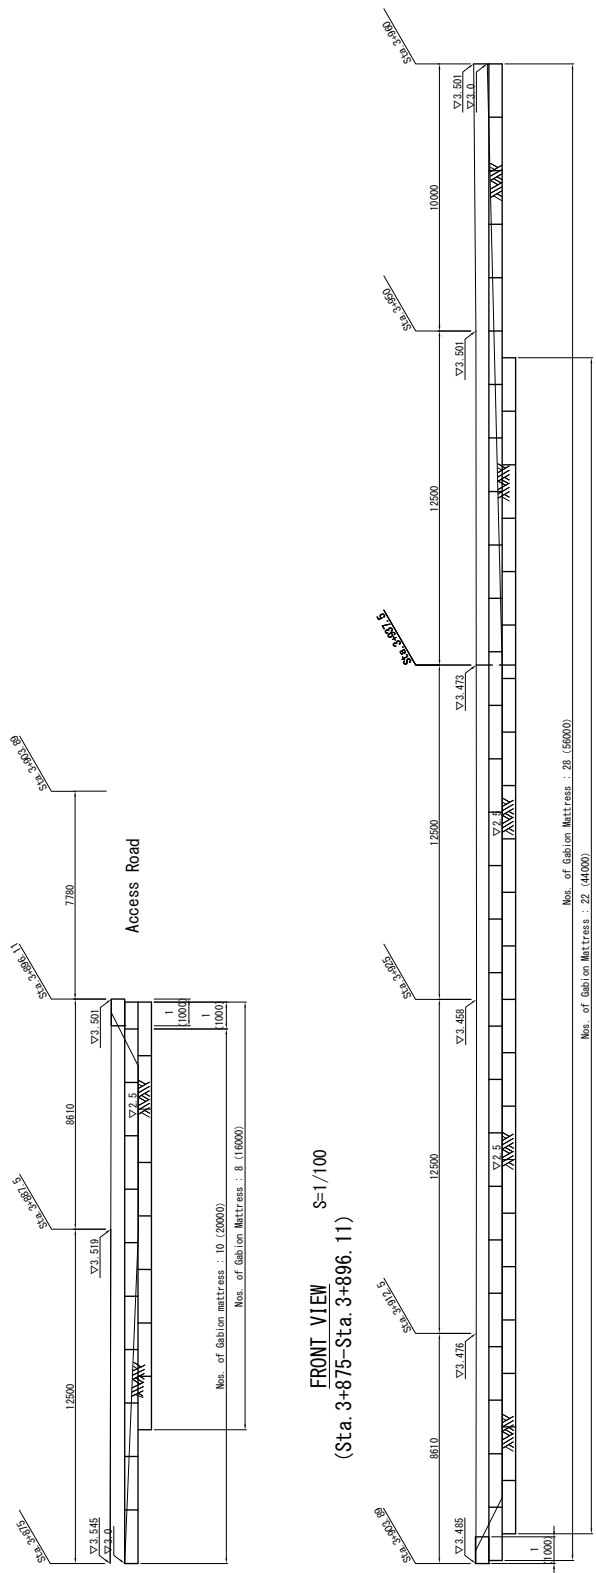 Sta.3+875
Sta.3+887.5
Sta.3+896.11
Sta.3+903.89
12500
8610
7780
▽3.545
▽3.0
▽3.519
▽3.501
Access Road
▽2.5
1
(1000)
1
(1000)
Nos. of Gabion mattress : 10 (20000)
Nos. of Gabion Mattress : 8 (16000)
FRONT VIEW
S=1/100
(Sta.3+875-Sta.3+896.11)
Sta.3+903.89
Sta.3+912.5
Sta.3+925
Sta.3+937.5
Sta.3+950
Sta.3+960
8610
12500
12500
12500
10000
▽3.485
▽3.476
▽3.458
▽3.473
▽3.501
▽3.501
▽3.0
▽2.5
▽2.5
1
(1000)
Nos. of Gabion Mattress : 28 (56000)
Nos. of Gabion Mattress : 22 (44000)